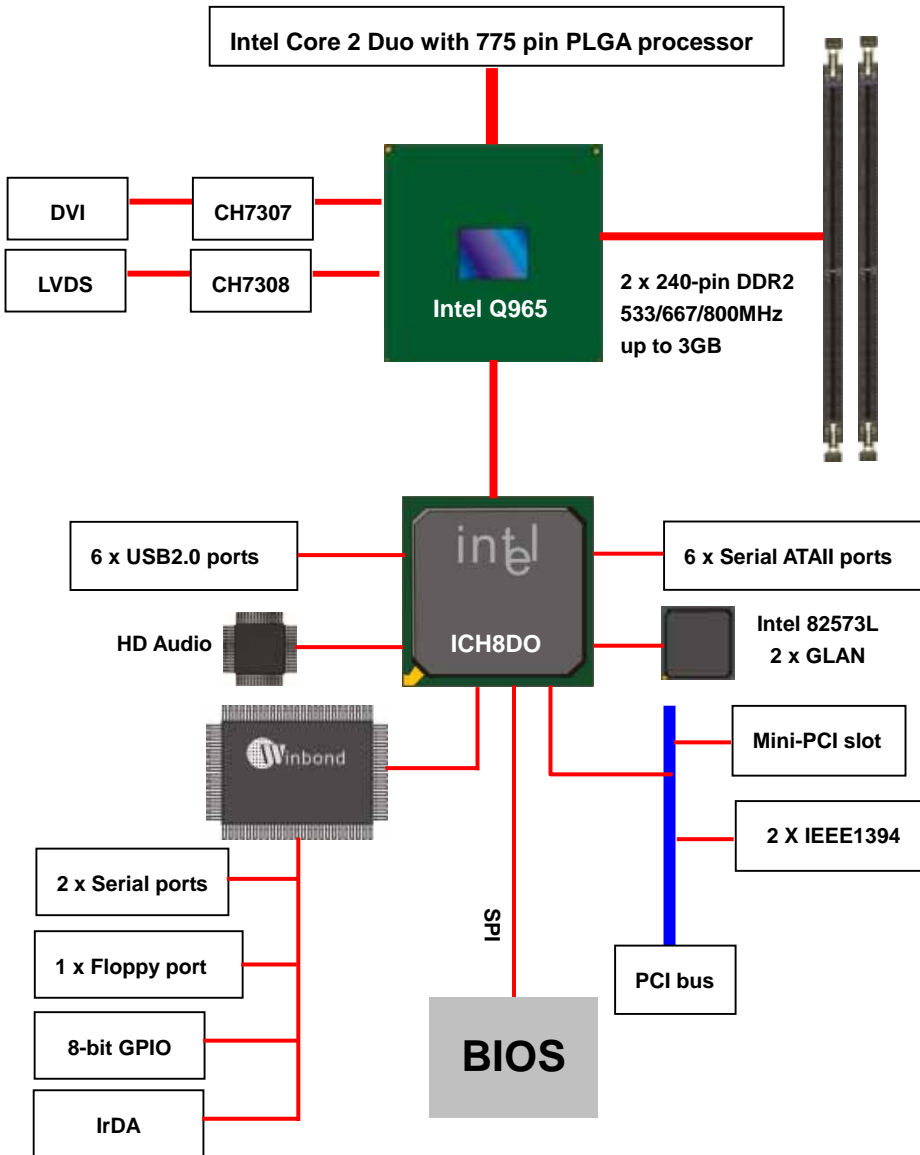 Intel Core 2 Duo with 775 pin PLGA processor
DVI
CH7307
LVDS
CH7308
Intel Q965
2 x 240-pin DDR2
533/667/800MHz
up to 3GB
6 x USB2.0 ports
intel
6 x Serial ATAII ports
HD Audio
ICH8DO
Intel 82573L
2 x GLAN
Winbond
Mini-PCI slot
2 X IEEE1394
2 x Serial ports
SPI
1 x Floppy port
PCI bus
8-bit GPIO
BIOS
IrDA